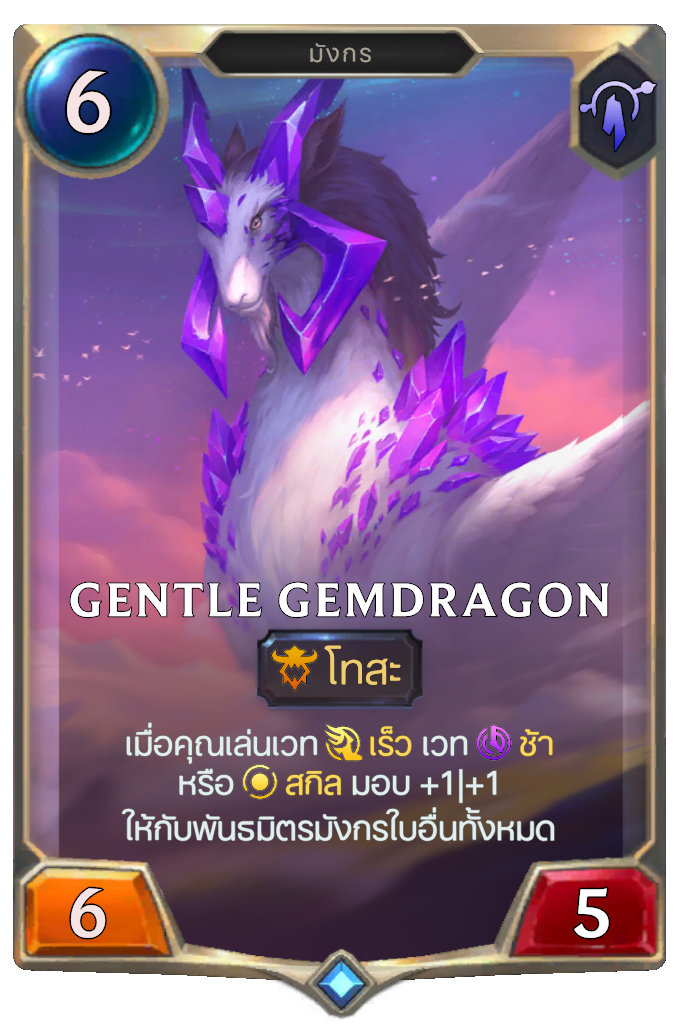 6
มังกร
GENTLE GEMDRAGON
โทสะ
เมื่อคุณเล่นเวท เร็ว เวท ช้า
หรือ สกิล มอบ +1|+1
ให้กับพันธมิตรมังกรใบอื่นทั้งหมด
6
5